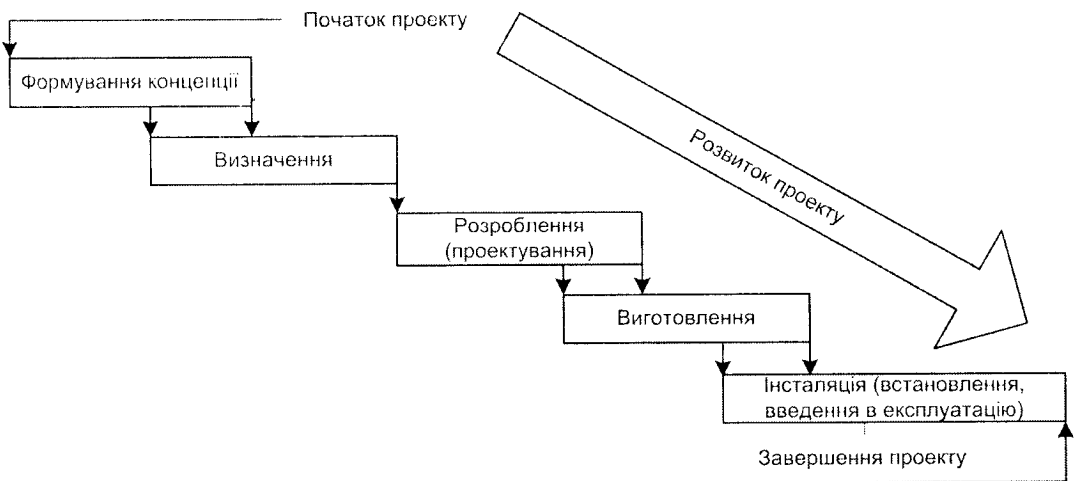 Початок проекту
Формування концепції
Визначення
Розвиток проекту
Розроблення
(проектування)
Виготовлення
Інсталяція (встановлення,
введення в експлуатацію)
Завершення проекту